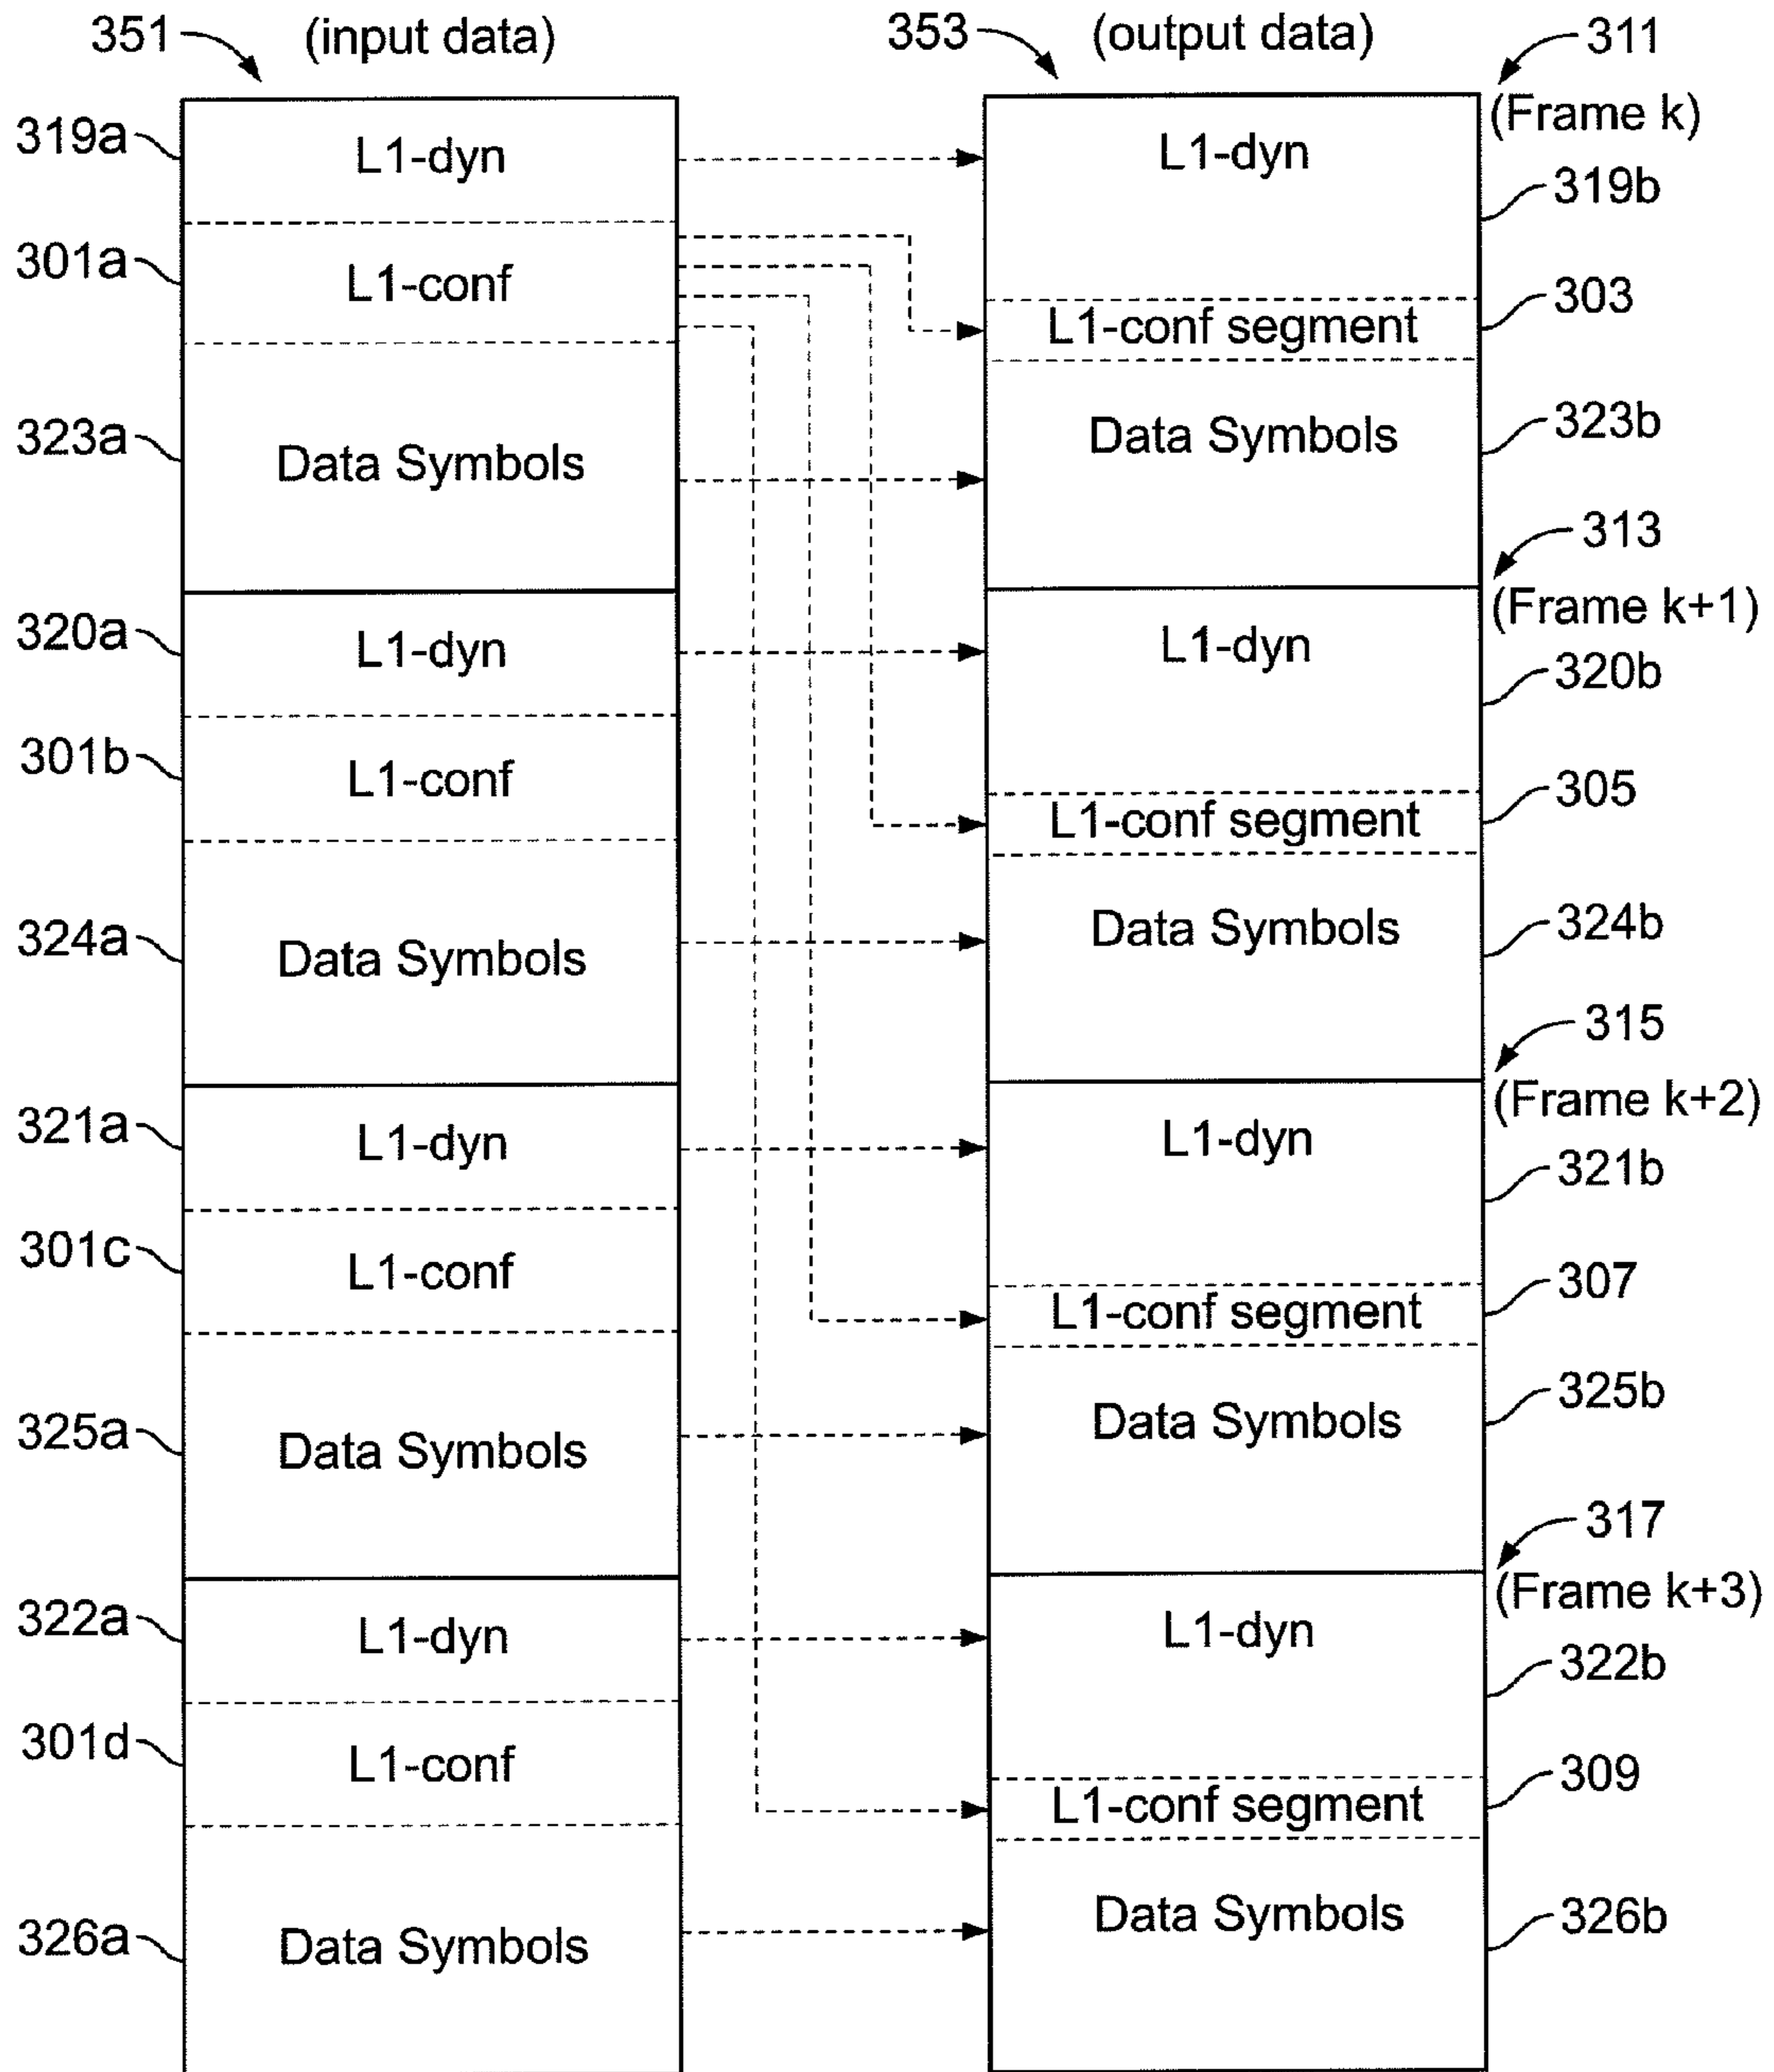 351 (input data) 353 (output data) 311
(Frame k)
319a L1-dyn L1-dyn
319b
301a L1-conf 303
L1-conf segment
323a Data Symbols Data Symbols 323b
313
(Frame k+1)
320a L1-dyn L1-dyn
320b
301b L1-conf 305
L1-conf segment
324a Data Symbols Data Symbols 324b
315
(Frame k+2)
321a L1-dyn L1-dyn
321b
301c L1-conf 307
L1-conf segment
325a Data Symbols Data Symbols 325b
317
(Frame k+3)
322a L1-dyn L1-dyn
322b
301d L1-conf 309
L1-conf segment
326a Data Symbols Data Symbols 326b